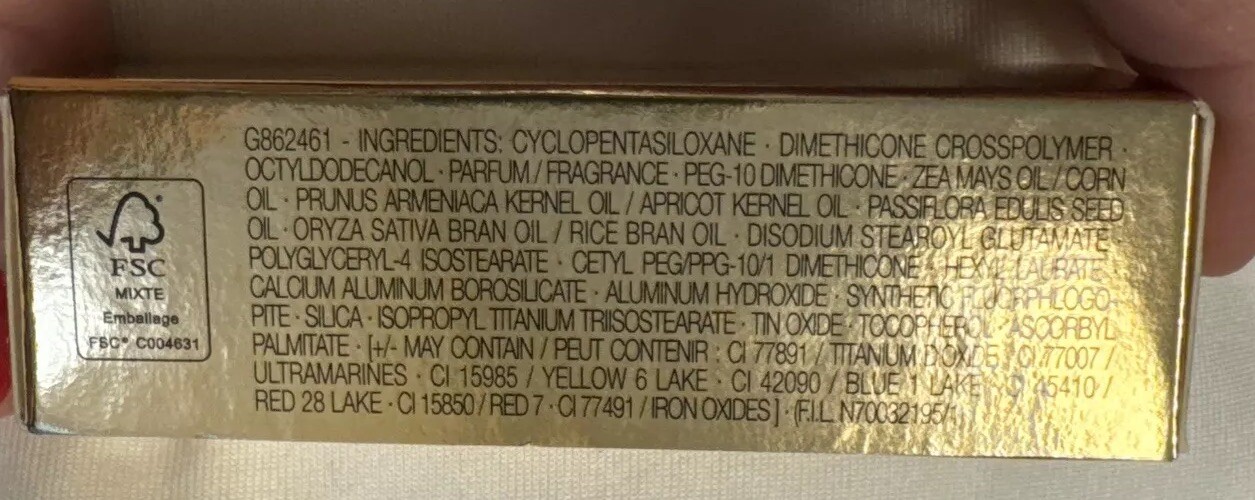 FSC
MIXTE
Emballage
FSC® C004631
G862461 - INGREDIENTS: CYCLOPENTASILOXANE · DIMETHICONE CROSSPOLYMER ·
OCTYLDODECANOL · PARFUM / FRAGRANCE · PEG-10 DIMETHICONE · ZEA MAYS OIL / CORN
OIL · PRUNUS ARMENIACA KERNEL OIL / APRICOT KERNEL OIL · PASSIFLORA EDULIS SEED
OIL · ORYZA SATIVA BRAN OIL / RICE BRAN OIL · DISODIUM STEAROYL GLUTAMATE ·
POLYGLYCERYL-4 ISOSTEARATE · CETYL PEG/PPG-10/1 DIMETHICONE · HEXYL LAURATE ·
CALCIUM ALUMINUM BOROSILICATE · ALUMINUM HYDROXIDE · SYNTHETIC FLUORPHLOGO-
PITE · SILICA · ISOPROPYL TITANIUM TRIISOSTEARATE · TIN OXIDE · TOCOPHEROL · ASCORBYL
PALMITATE · [+/- MAY CONTAIN / PEUT CONTENIR : CI 77891 / TITANIUM DIOXIDE · CI 77007 /
ULTRAMARINES · CI 15985 / YELLOW 6 LAKE · CI 42090 / BLUE 1 LAKE · CI 45410 /
RED 28 LAKE · CI 15850 / RED 7 · CI 77491 / IRON OXIDES ] · (F.I.L. N70032195/1)